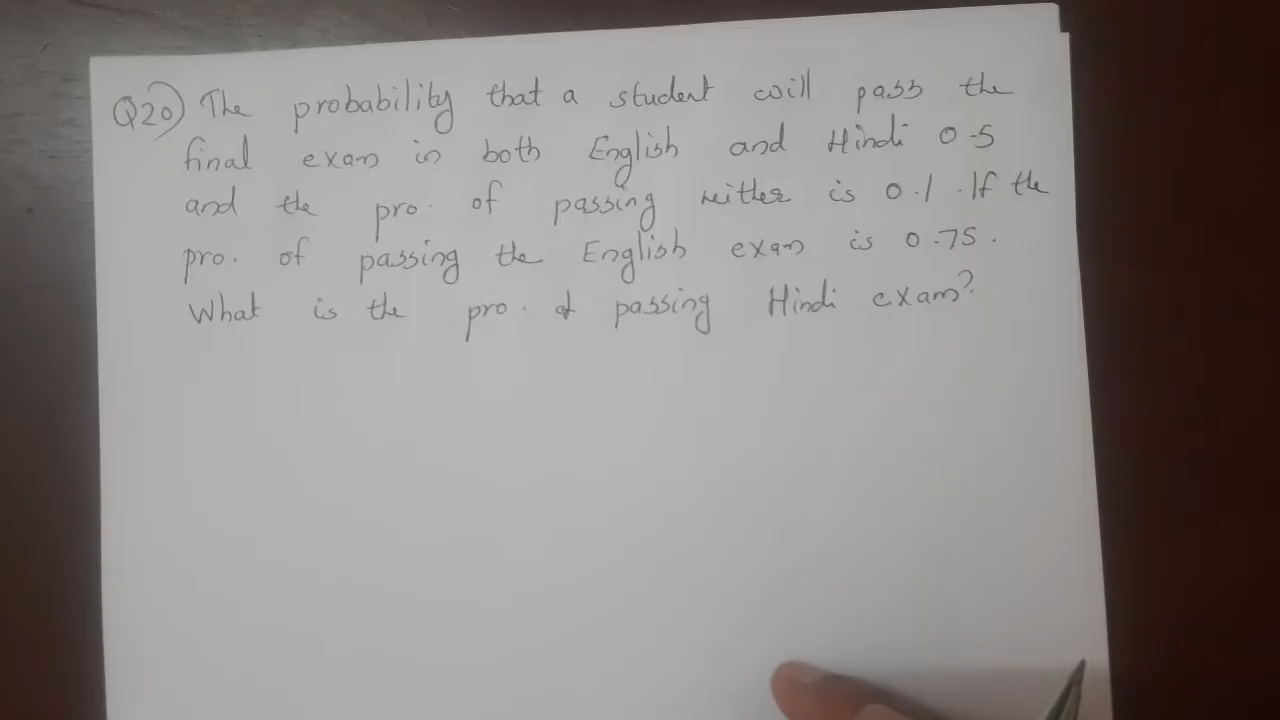 Q20) The probability that a student will pass the
final exam in both English and Hindi 0.5
and the pro. of passing neither is 0.1. If the
pro. of passing the English exam is 0.75.
What is the pro. of passing Hindi exam?